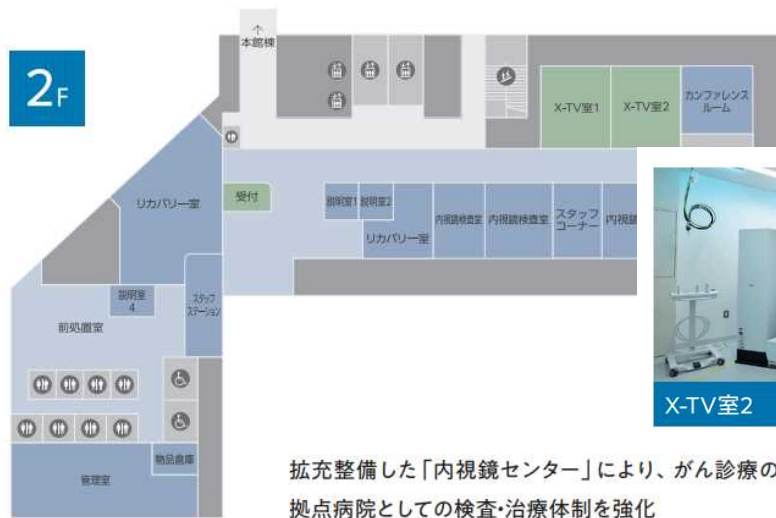 2F
↑
本館棟
X-TV室1
X-TV室2
カンファレンス
ルーム
リカバリー室
受付
説明室1
説明室2
リカバリー室
内視鏡検査室
内視鏡検査室
スタッフ
コーナー
内視鏡
説明室
4
スタッフ
ステーション
前処置室
物品倉庫
管理室
X-TV室2
拡充整備した「内視鏡センター」により、がん診療の
拠点病院としての検査・治療体制を強化